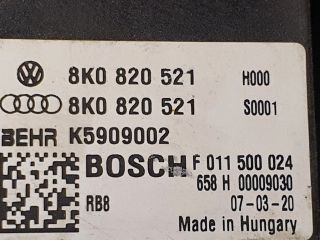 8K0 820 521 H000
8K0 820 521 S0001
BEHR K5909002
BOSCH F 011 500 024
658 H 00009030
RB8 07-03-20
Made in Hungary